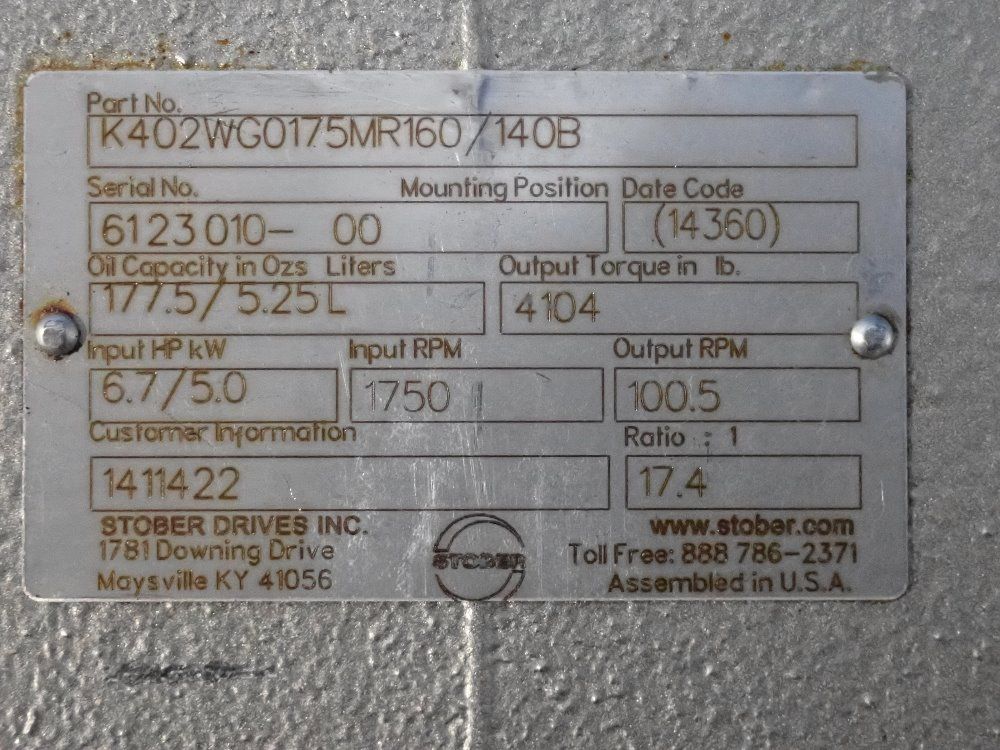 Part No.
K402WG0175MR160/140B
Serial No. Mounting Position Date Code
6123010- 00 (14360)
Oil Capacity in Ozs Liters Output Torque in lb.
177.5/5.25L 4104
Input HP kW Input RPM Output RPM
6.7/5.0 1750 100.5
Customer Information Ratio : 1
1411422 17.4
STOBER DRIVES INC. www.stober.com
1781 Downing Drive STOBER Toll Free: 888 786-2371
Maysville KY 41056 Assembled in U.S.A.